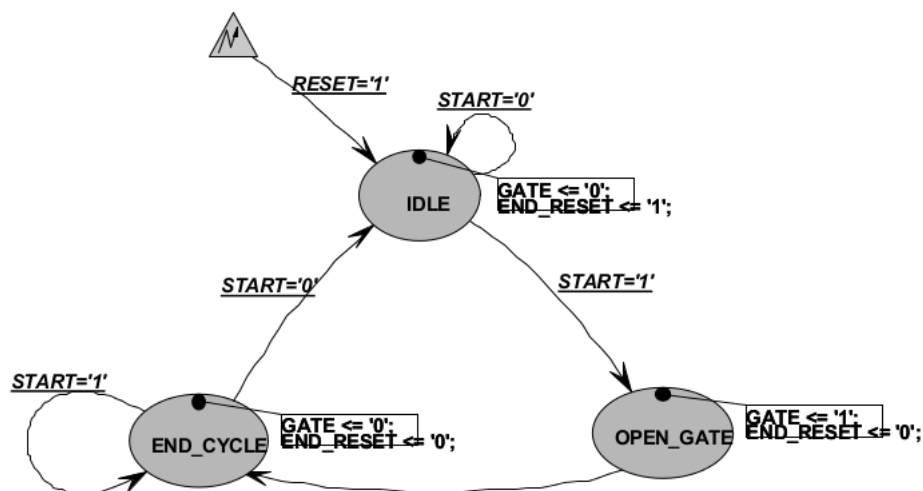 RESET='1'
START='0'
GATE <= '0';
END_RESET <= '1';
IDLE
START='0'
START='1'
START='1'
GATE <= '0';
END_RESET <= '0';
END_CYCLE
GATE <= '1';
END_RESET <= '0';
OPEN_GATE